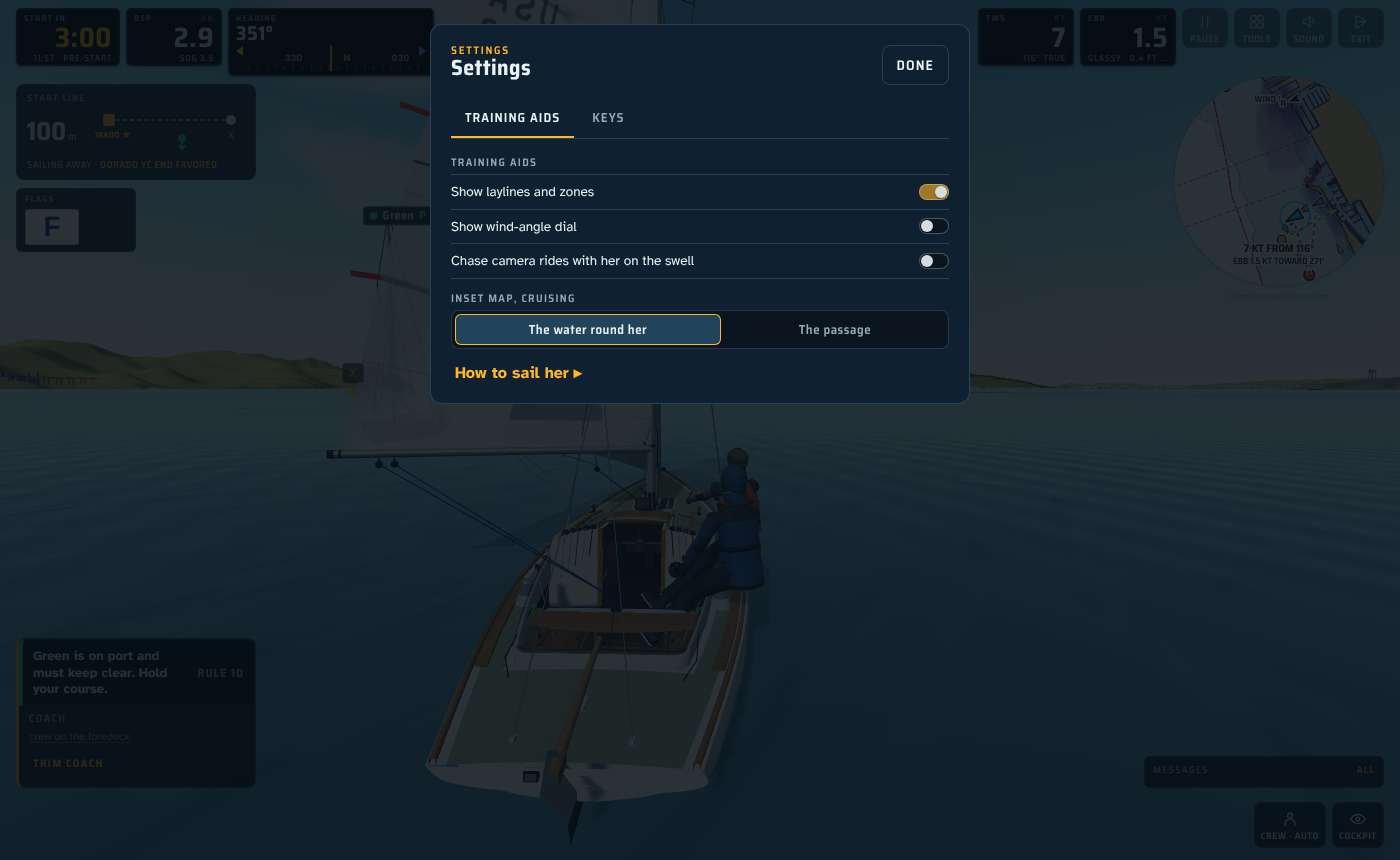 START IN
3:00
11:57 · PRE-START
BSP KN
2.9
SOG 3.5
HEADING
351°
330 N 030
SETTINGS
Settings
DONE
TRAINING AIDS KEYS
TRAINING AIDS
Show laylines and zones
Show wind-angle dial
Chase camera rides with her on the swell
INSET MAP, CRUISING
The water round her
The passage
How to sail her ▸
TWS KT
7
116° TRUE
EBB KT
1.5
GLASSY · 0.4 FT ...
PAUSE
TOOLS
SOUND
EXIT
START LINE
100 m
X
SAILING AWAY · DORADO YC END FAVORED
FLAGS
F
Green P
X
WIND
N
7 KT FROM 116°
EBB 1.5 KT TOWARD 271°
Green is on port and
must keep clear. Hold
your course.
RULE 10
COACH
crew on the foredeck
TRIM COACH
MESSAGES
ALL
CREW · AUTO
COCKPIT